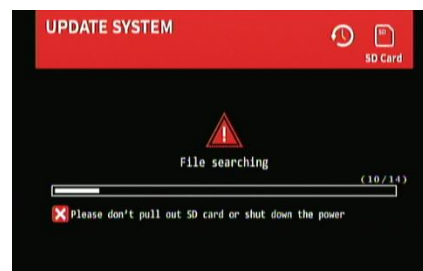 UPDATE SYSTEM
SD
SD Card
File searching
(10/14)
Please don't pull out SD card or shut down the power